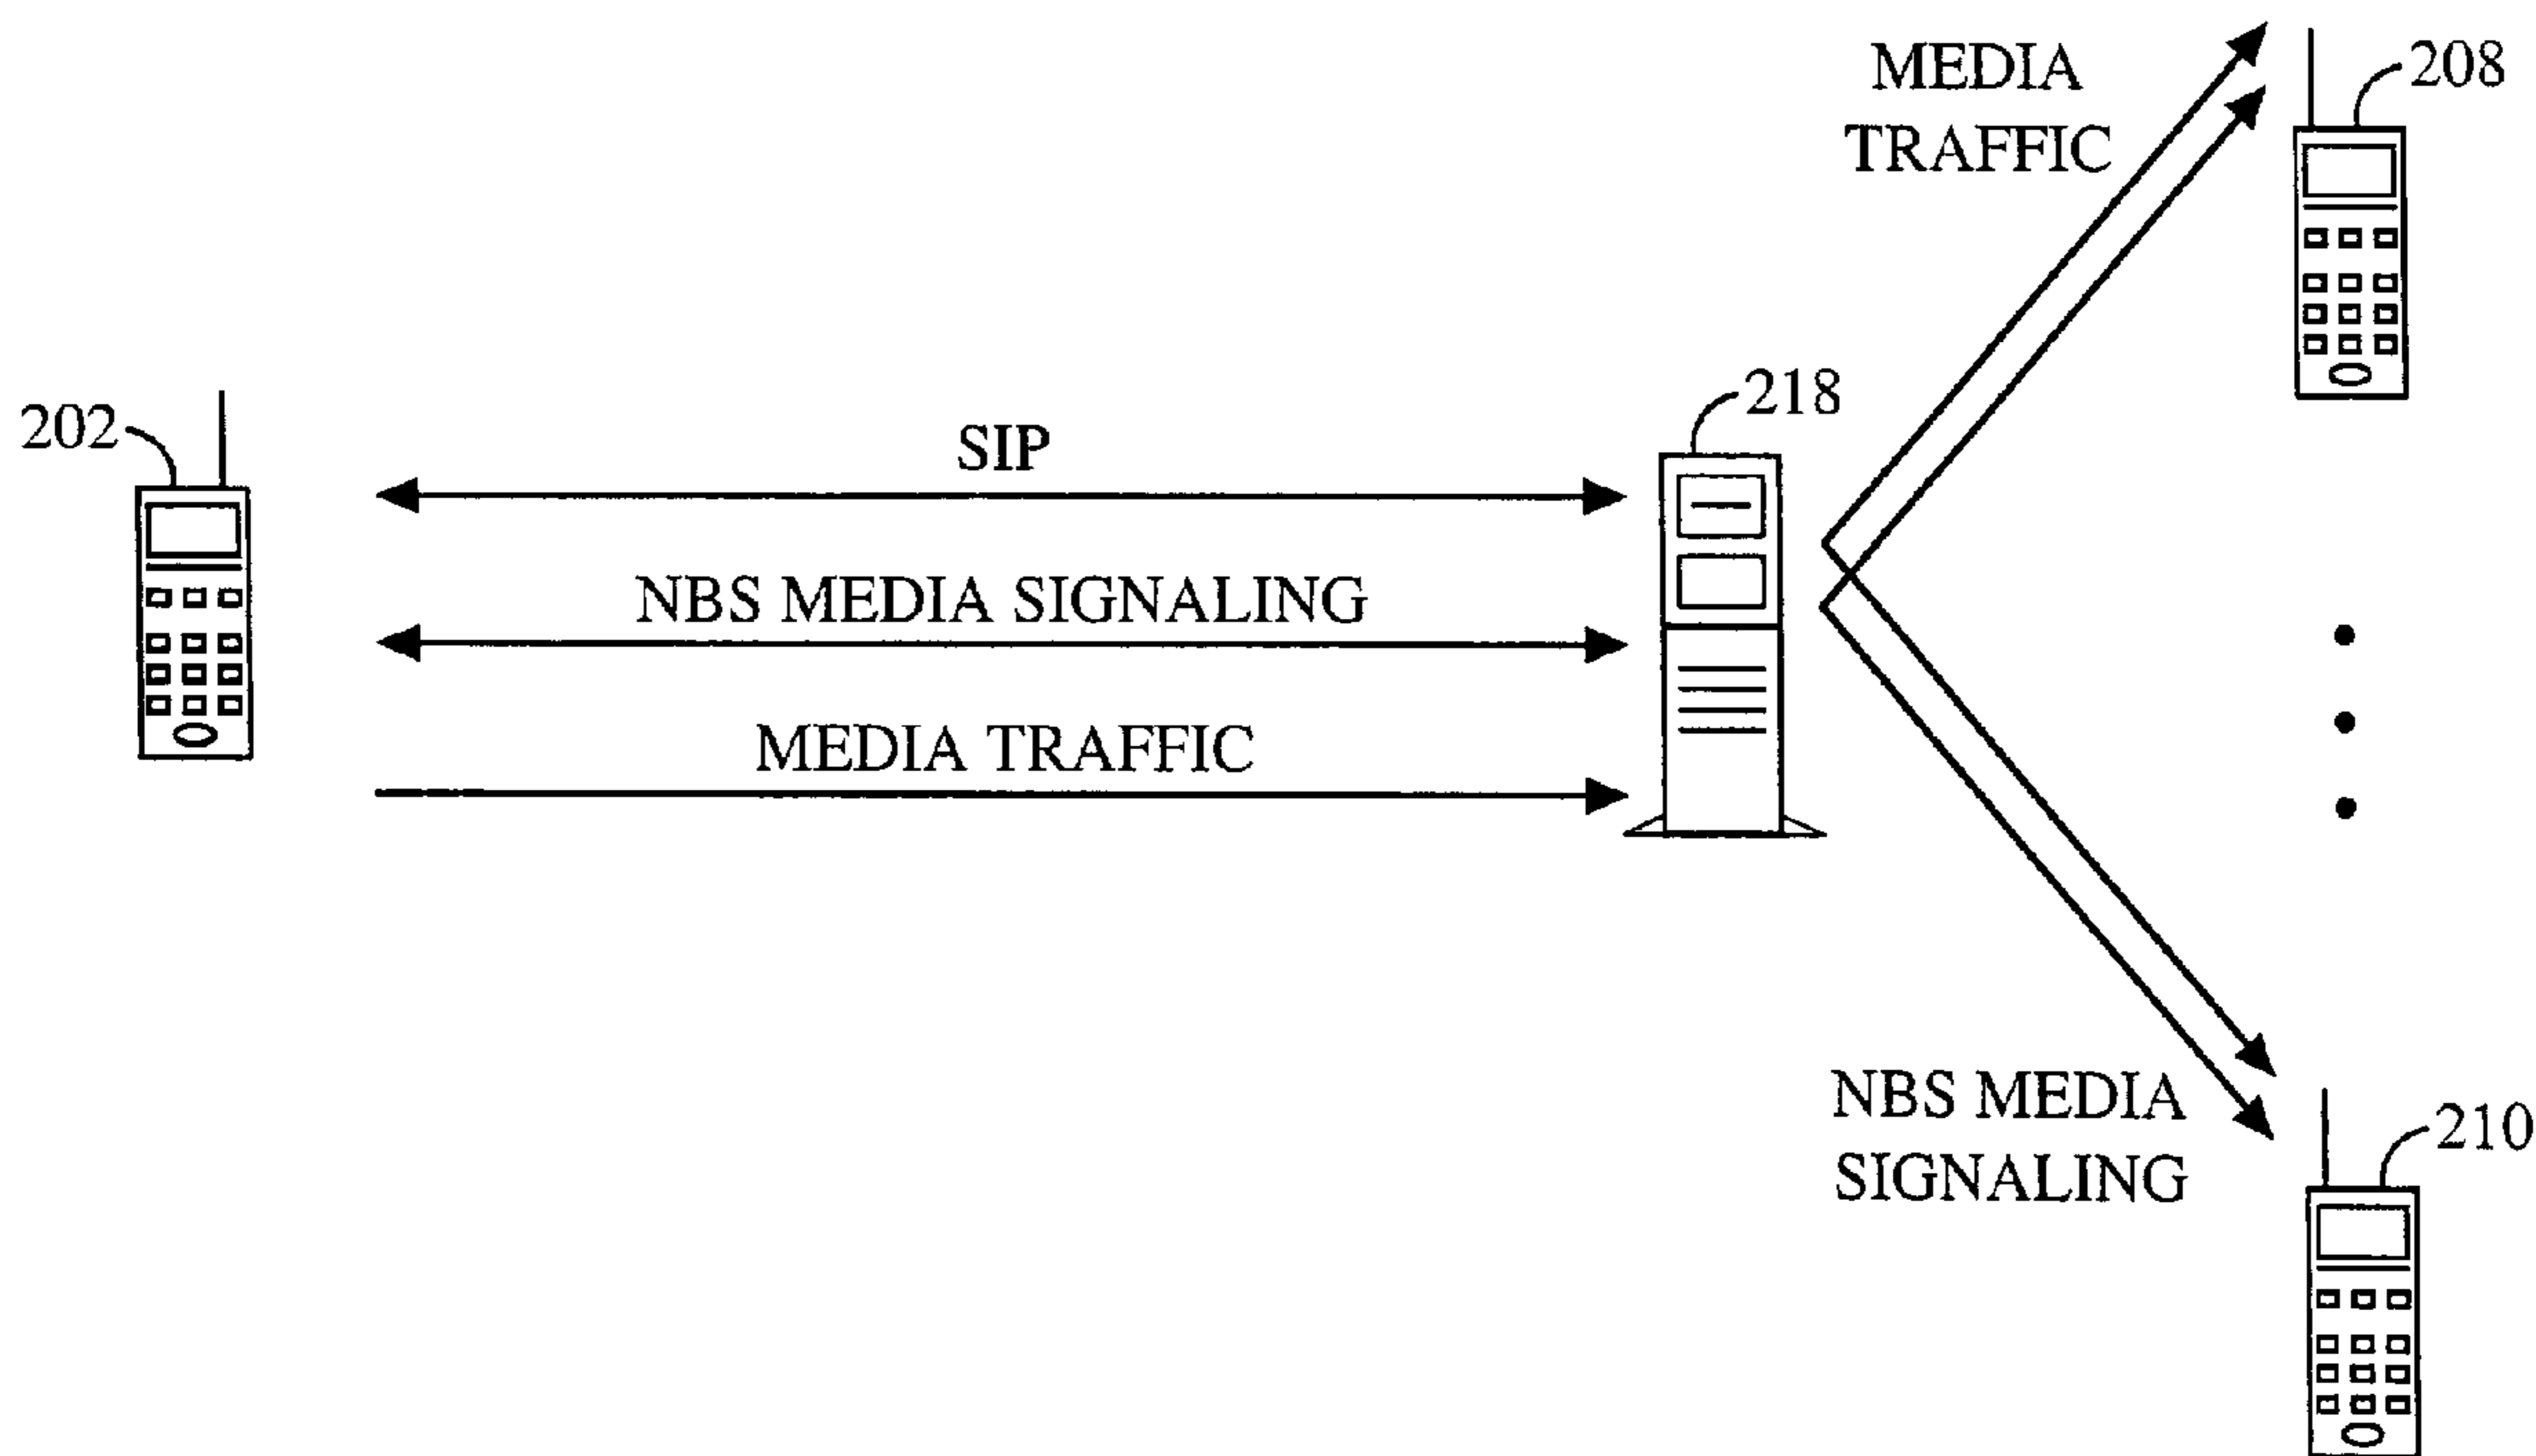 MEDIA
TRAFFIC
208
202
SIP
218
NBS MEDIA SIGNALING
MEDIA TRAFFIC
NBS MEDIA
SIGNALING
210